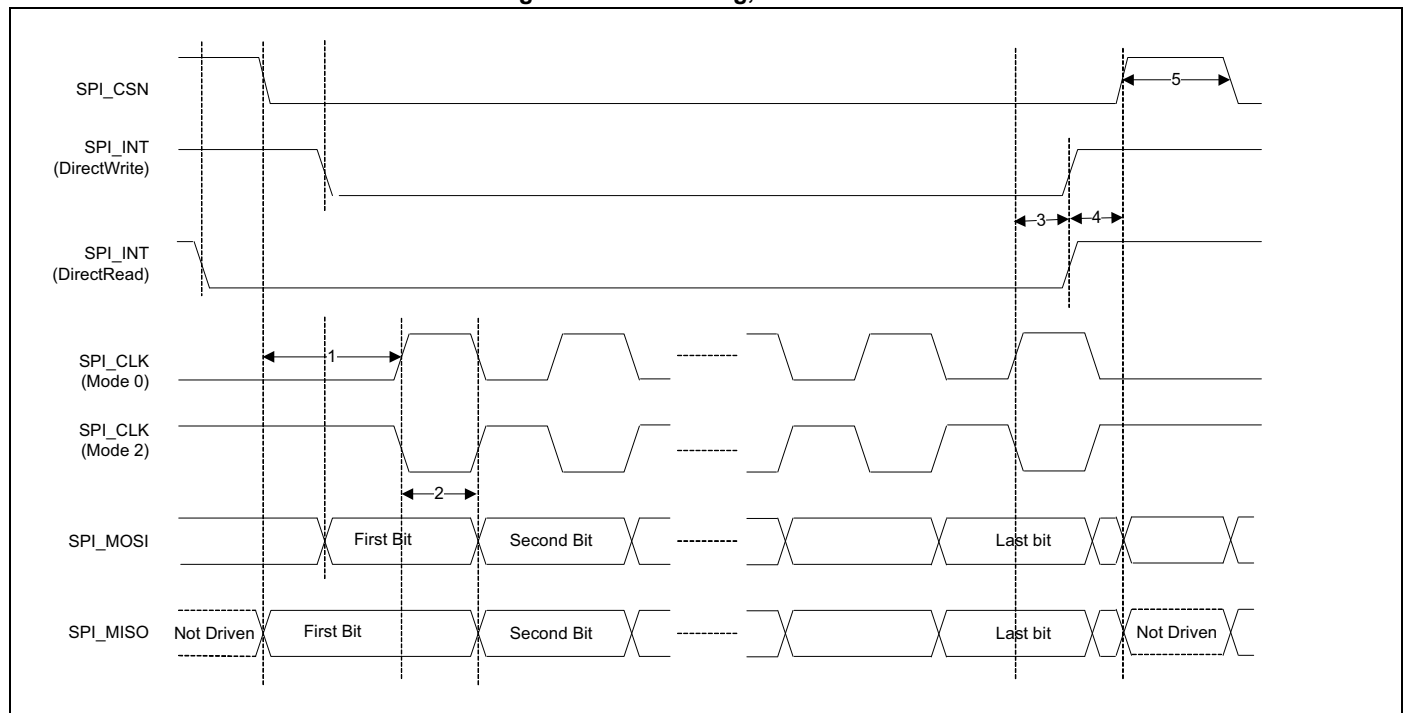 SPI_CSN
5
SPI_INT
(DirectWrite)
3
4
SPI_INT
(DirectRead)
1
SPI_CLK
(Mode 0)
SPI_CLK
(Mode 2)
2
SPI_MOSI
First Bit
Second Bit
Last bit
SPI_MISO
Not Driven
First Bit
Second Bit
Last bit
Not Driven